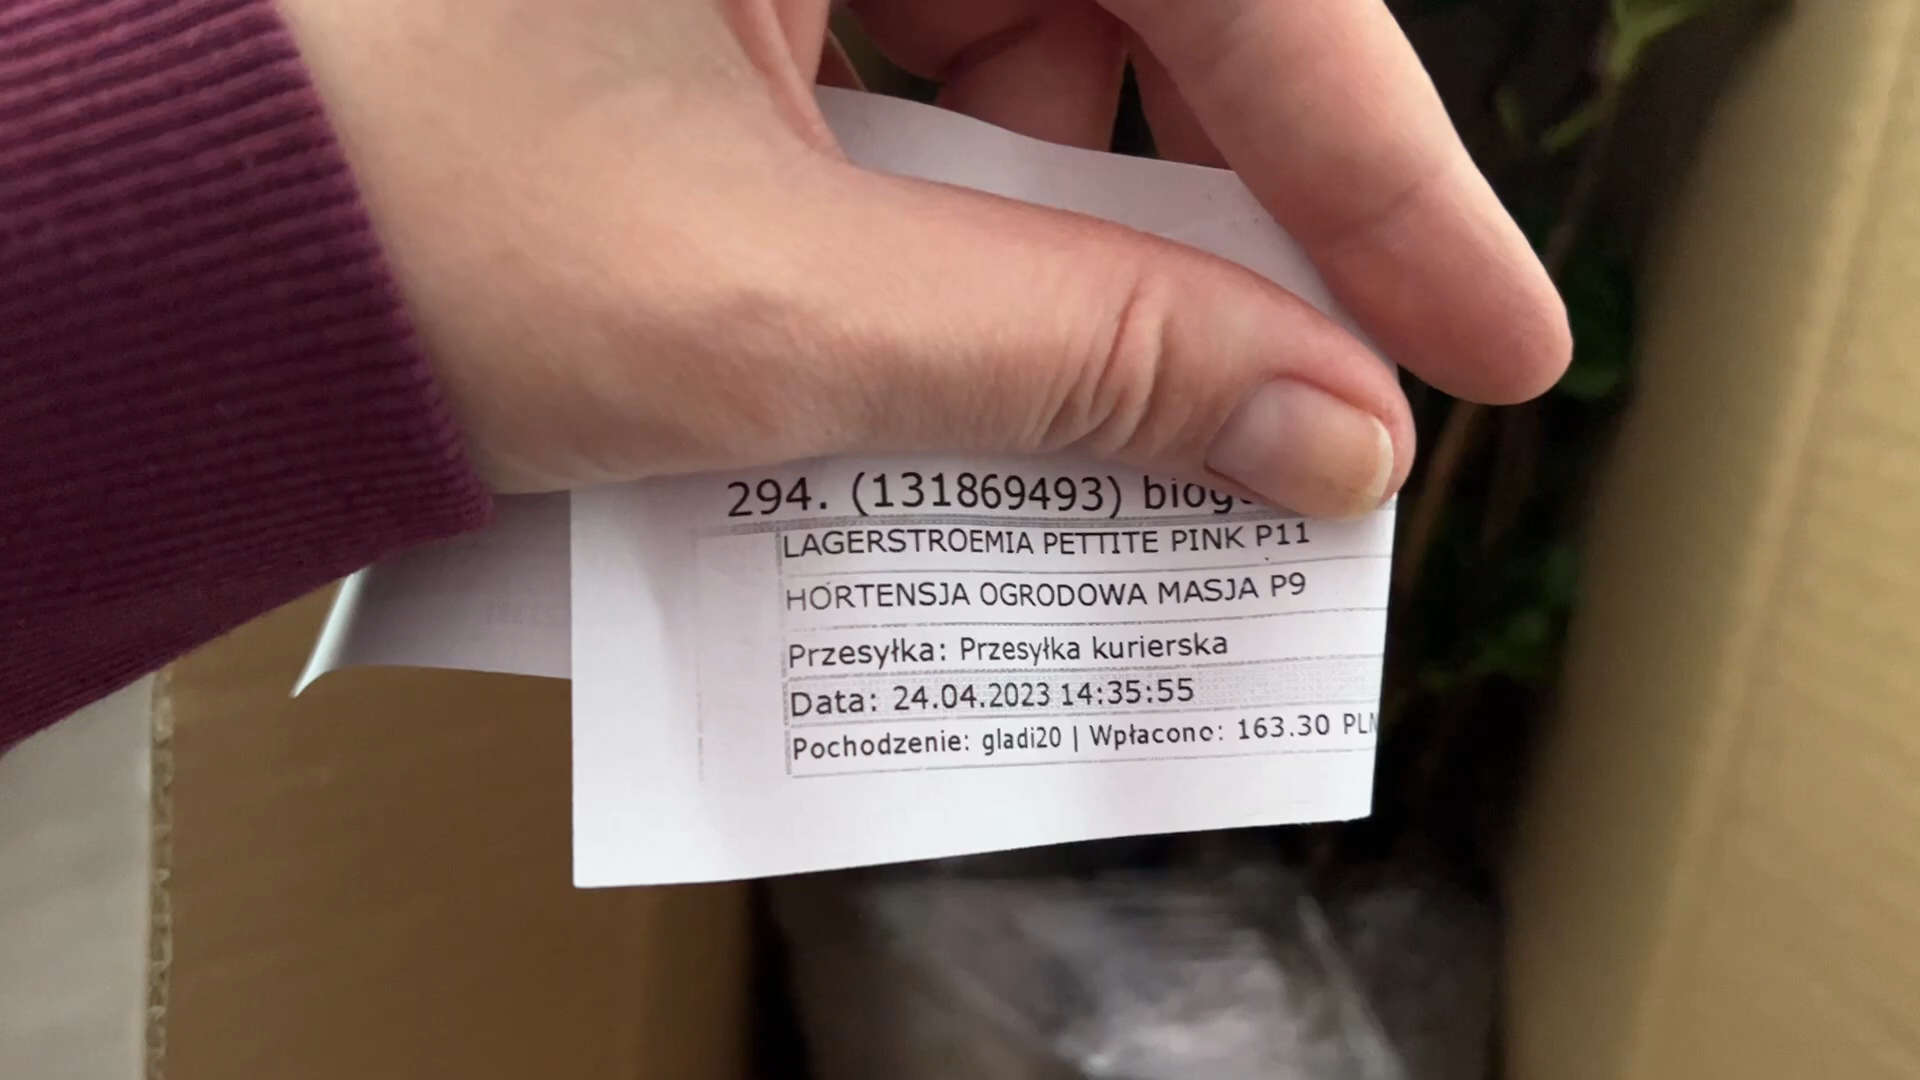 294. (131869493)
LAGERSTROEMIA PETTITE PINK P11
HORTENSJA OGRODOWA MASJA P9
Przesyłka: Przesyłka kurierska
Data: 24.04.2023 14:35:55
Pochodzenie: gladi20 | Wpłacono: 163.30 PLN